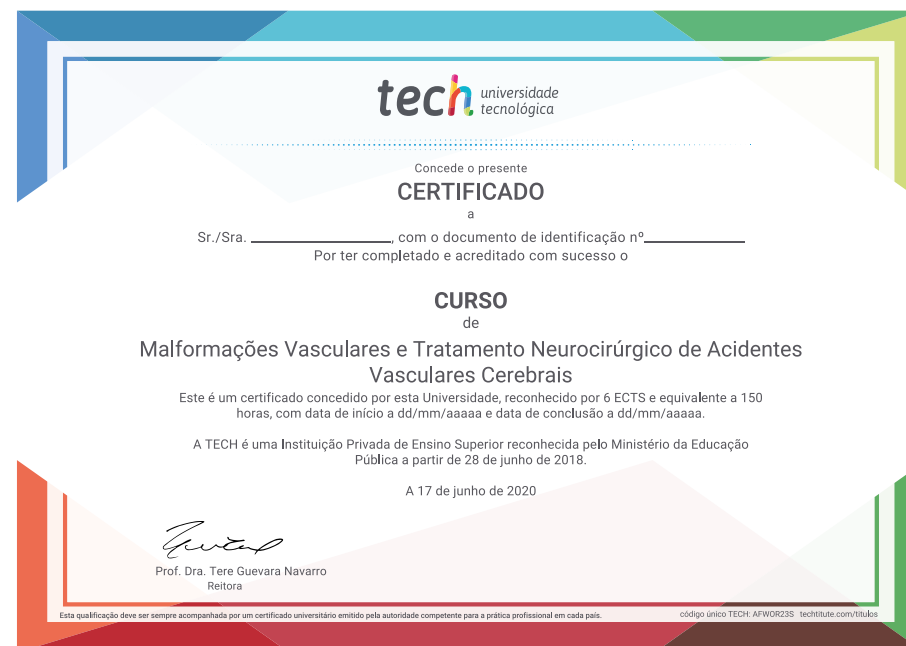 tech universidade
tecnológica
Concede o presente
CERTIFICADO
a
Sr./Sra. ____________________, com o documento de identificação nº______________
Por ter completado e acreditado com sucesso o
CURSO
de
Malformações Vasculares e Tratamento Neurocirúrgico de Acidentes
Vasculares Cerebrais
Este é um certificado concedido por esta Universidade, reconhecido por 6 ECTS e equivalente a 150
horas, com data de início a dd/mm/aaaaa e data de conclusão a dd/mm/aaaaa.
A TECH é uma Instituição Privada de Ensino Superior reconhecida pelo Ministério da Educação
Pública a partir de 28 de junho de 2018.
A 17 de junho de 2020
Prof. Dra. Tere Guevara Navarro
Reitora
Esta qualificação deve ser sempre acompanhada por um certificado universitário emitido pela autoridade competente para a prática profissional em cada país. código único TECH: AFWOR23S techtitute.com/titulos